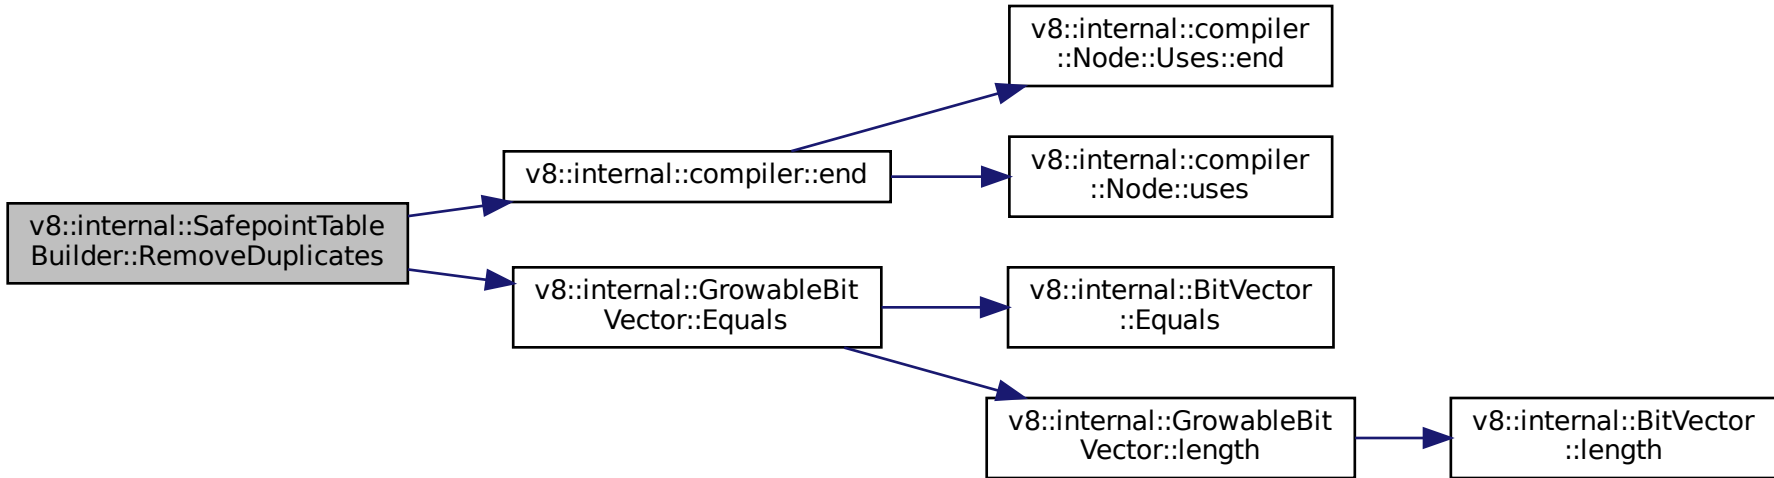 v8::internal::compiler
::Node::Uses::end
v8::internal::compiler::end
v8::internal::compiler
::Node::uses
v8::internal::SafepointTable
Builder::RemoveDuplicates
v8::internal::GrowableBit
Vector::Equals
v8::internal::BitVector
::Equals
v8::internal::GrowableBit
Vector::length
v8::internal::BitVector
::length